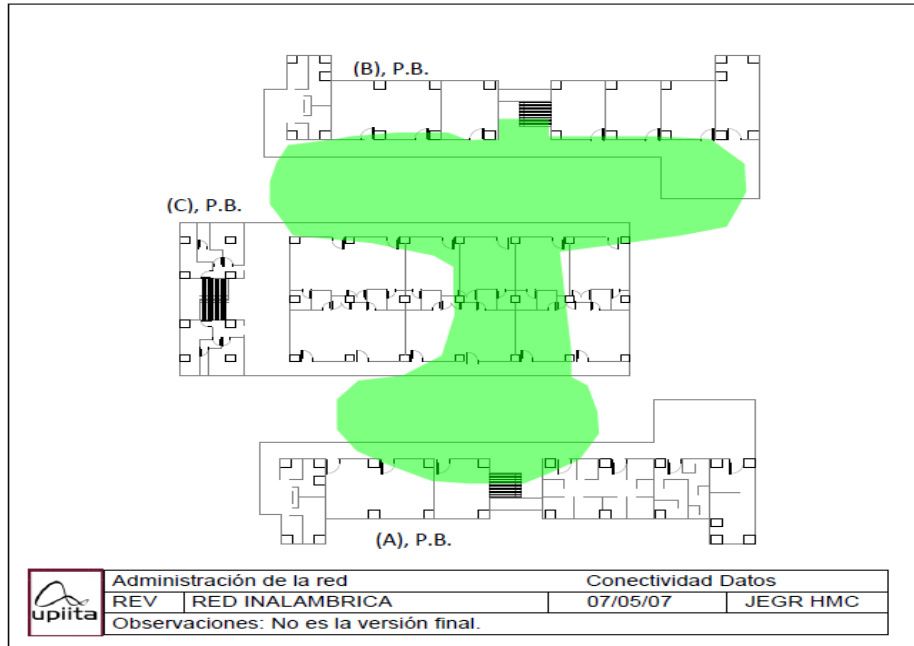 (B), P.B.
(C), P.B.
(A), P.B.
upiita
Administración de la red Conectividad Datos
REV RED INALAMBRICA 07/05/07 JEGR HMC
Observaciones: No es la versión final.